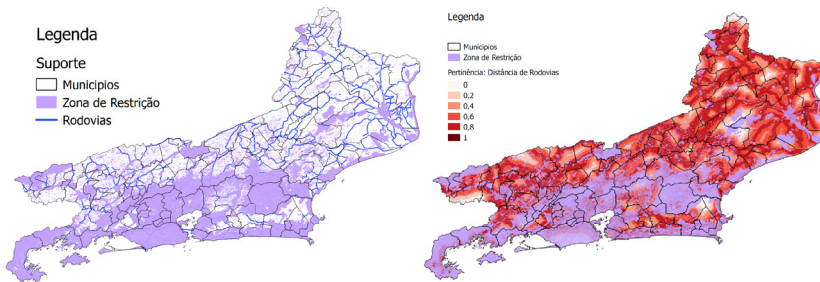 Legenda
Suporte
Municipios
Zona de Restrição
Rodovias
Legenda
Municipios
Zona de Restrição
Pertinência: Distância de Rodovias
0
0,2
0,4
0,6
0,8
1